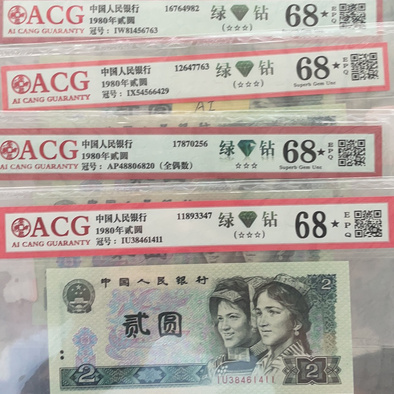 ACG
AI CANG GUARANTY
中国人民银行
16764982
1980年贰圆
冠号：IW81456763
绿 钻
(☆☆☆)
68★
EPQ
ACG
AI CANG GUARANTY
中国人民银行
12647763
1980年贰圆
冠号：IX54566429
绿 钻
(☆☆☆)
68★
Superb Gem Unc
EPQ
AI
ACG
AI CANG GUARANTY
中国人民银行
17870256
1980年贰圆
冠号：AP48806820（全偶数）
绿 钻
☆☆☆
68★
Superb Gem Unc
EPQ
ACG
AI CANG GUARANTY
中国人民银行
11893347
1980年贰圆
冠号：IU38461411
绿 钻
(☆☆☆)
68★
EPQ
中国人民银行
2
贰圆
IU38461411
2
2